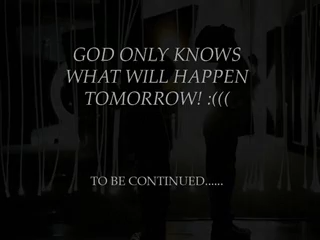 GOD ONLY KNOWS
WHAT WILL HAPPEN
TOMORROW! :(((
TO BE CONTINUED......